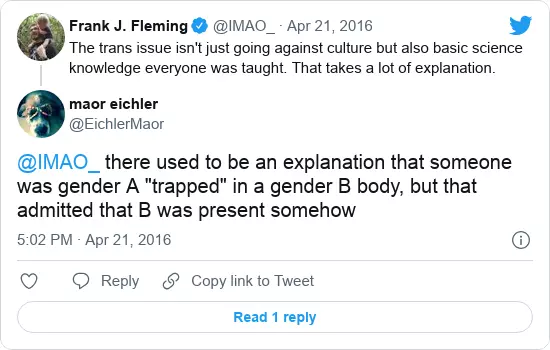 Frank J. Fleming @IMAO_ · Apr 21, 2016
The trans issue isn't just going against culture but also basic science
knowledge everyone was taught. That takes a lot of explanation.
maor eichler
@EichlerMaor
@IMAO_ there used to be an explanation that someone
was gender A "trapped" in a gender B body, but that
admitted that B was present somehow
5:02 PM · Apr 21, 2016
Reply Copy link to Tweet
Read 1 reply